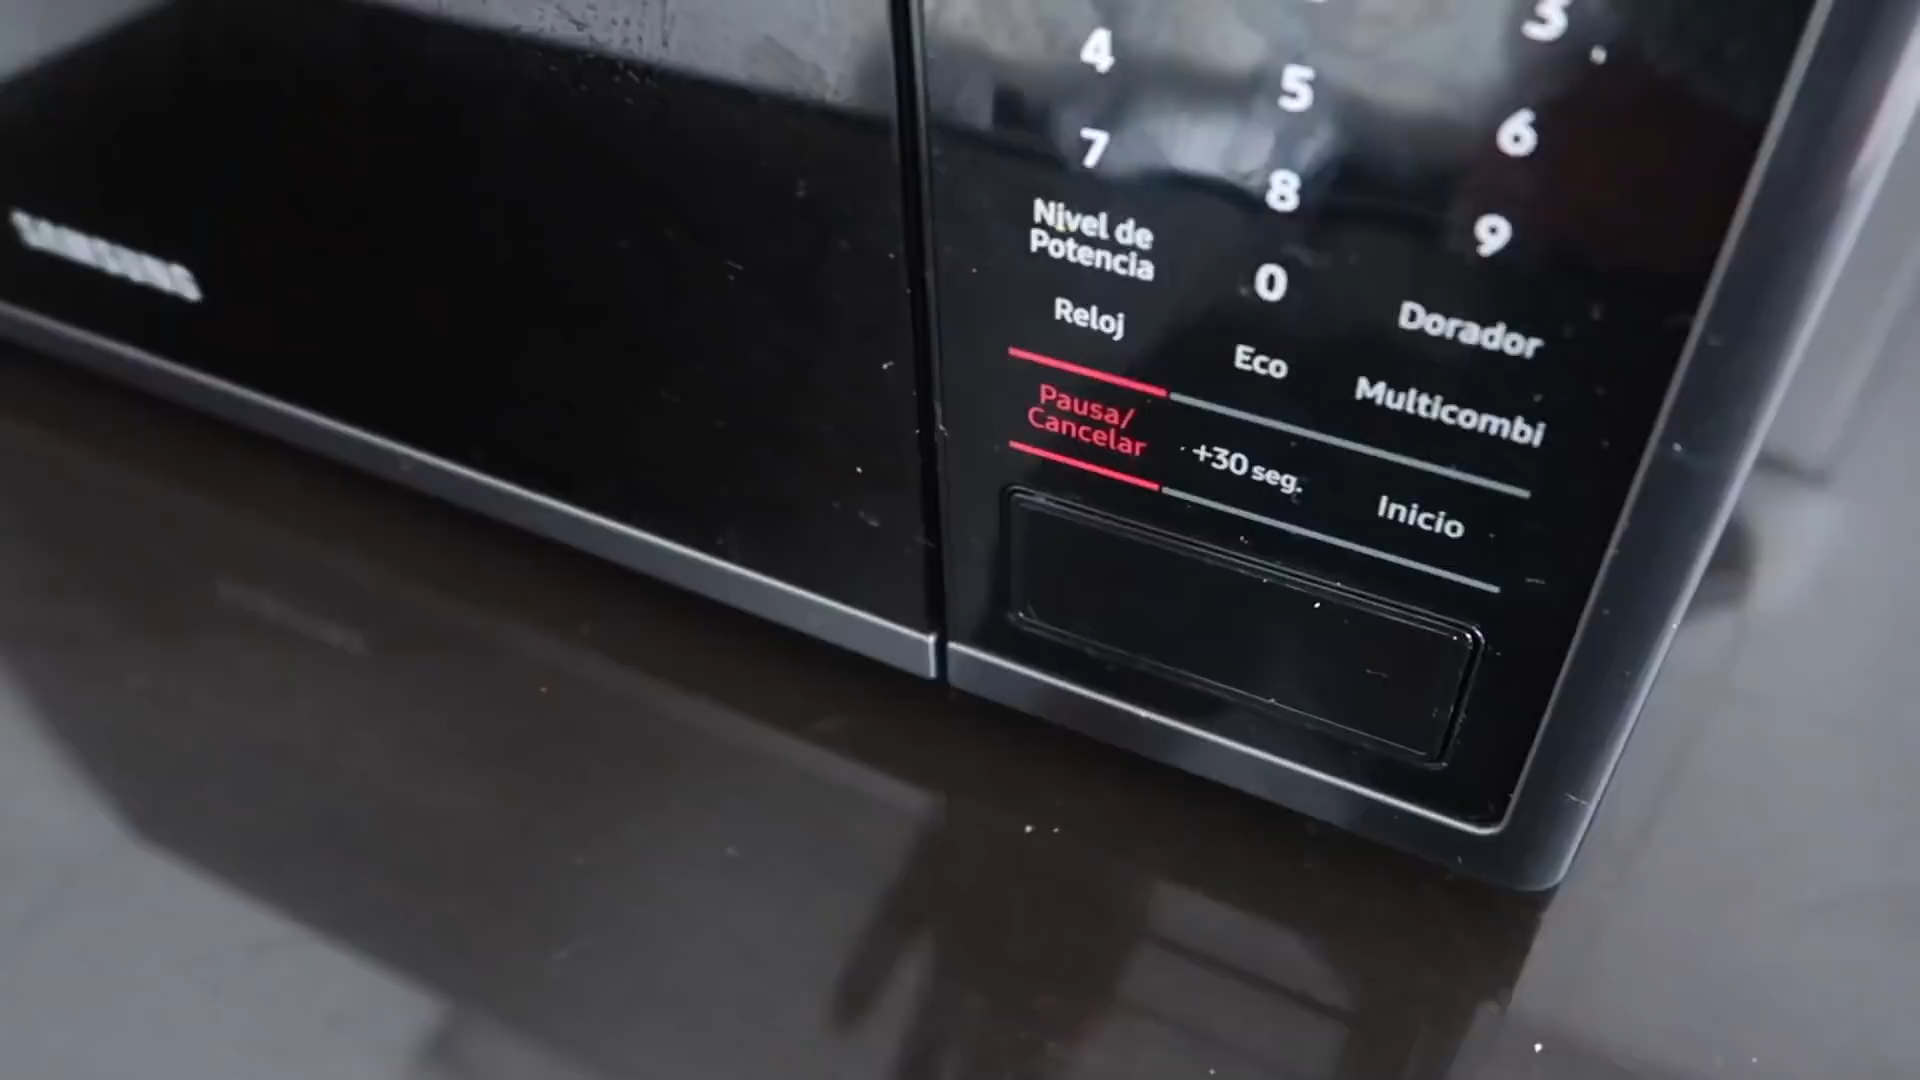 3
4 5 6
7 8 9
Nivel de
Potencia
0
Dorador
Reloj
Eco
Multicombi
Pausa/
Cancelar
+30 seg.
Inicio
SAMSUNG